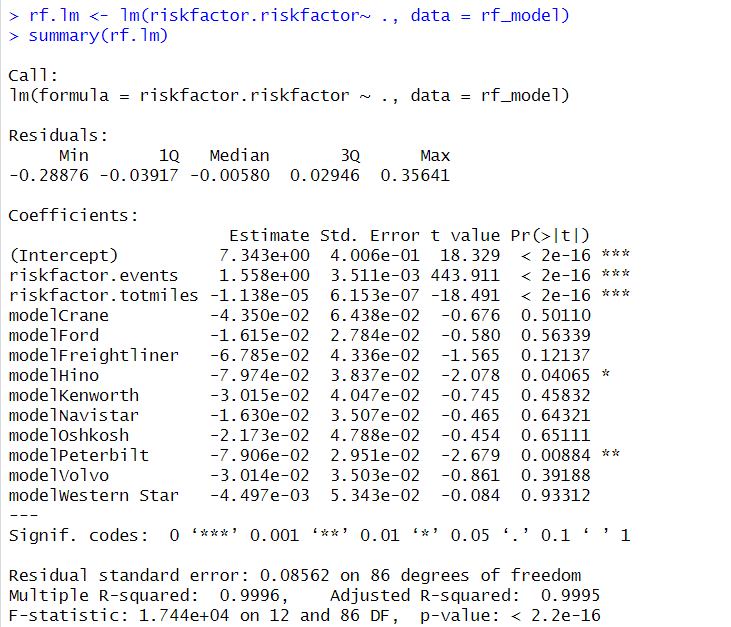 > rf.lm <- lm(riskfactor.riskfactor~ ., data = rf_model)
> summary(rf.lm)
Call:
lm(formula = riskfactor.riskfactor ~ ., data = rf_model)
Residuals:
     Min       1Q   Median       3Q      Max
-0.28876 -0.03917 -0.00580  0.02946  0.35641
Coefficients:
                      Estimate Std. Error t value Pr(>|t|)
(Intercept)          7.343e+00  4.006e-01  18.329  < 2e-16 ***
riskfactor.events    1.558e+00  3.511e-03 443.911  < 2e-16 ***
riskfactor.totmiles -1.138e-05  6.153e-07 -18.491  < 2e-16 ***
modelCrane          -4.350e-02  6.438e-02  -0.676  0.50110
modelFord           -1.615e-02  2.784e-02  -0.580  0.56339
modelFreightliner   -6.785e-02  4.336e-02  -1.565  0.12137
modelHino           -7.974e-02  3.837e-02  -2.078  0.04065 *
modelKenworth       -3.015e-02  4.047e-02  -0.745  0.45832
modelNavistar       -1.630e-02  3.507e-02  -0.465  0.64321
modelOshkosh        -2.173e-02  4.788e-02  -0.454  0.65111
modelPeterbilt      -7.906e-02  2.951e-02  -2.679  0.00884 **
modelVolvo          -3.014e-02  3.503e-02  -0.861  0.39188
modelWestern Star   -4.497e-03  5.343e-02  -0.084  0.93312
---
Signif. codes:  0 ‘***’ 0.001 ‘**’ 0.01 ‘*’ 0.05 ‘.’ 0.1 ‘ ’ 1
Residual standard error: 0.08562 on 86 degrees of freedom
Multiple R-squared:  0.9996,    Adjusted R-squared:  0.9995
F-statistic: 1.744e+04 on 12 and 86 DF,  p-value: < 2.2e-16